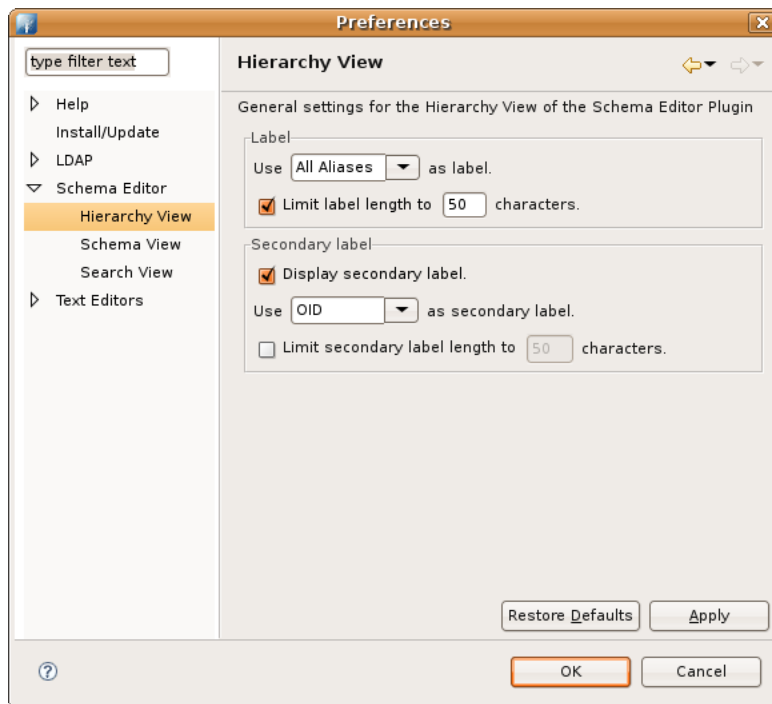 Preferences
type filter text
Help
Install/Update
LDAP
Schema Editor
Hierarchy View
Schema View
Search View
Text Editors
Hierarchy View
General settings for the Hierarchy View of the Schema Editor Plugin
Label
Use All Aliases as label.
Limit label length to 50 characters.
Secondary label
Display secondary label.
Use OID as secondary label.
Limit secondary label length to 50 characters.
Restore Defaults Apply
? OK Cancel